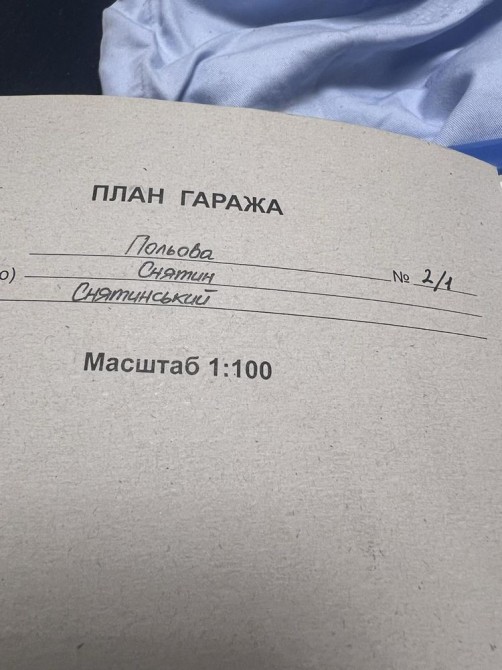 ПЛАН ГАРАЖА
Польова № 2/1
о) Снятин
Снятинський
Масштаб 1:100